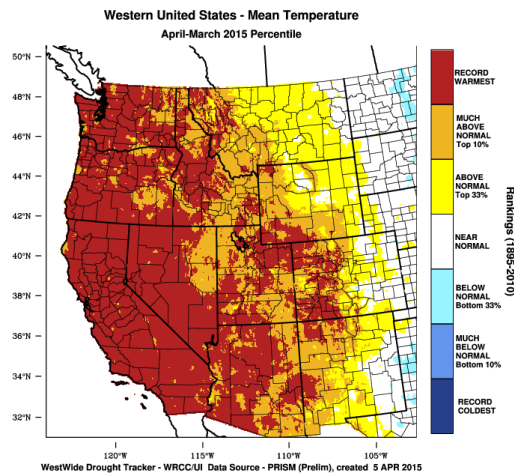 Western United States - Mean Temperature
April-March 2015 Percentile
50°N
48°N
46°N
44°N
42°N
40°N
38°N
36°N
34°N
32°N
120°W
115°W
110°W
105°W
RECORD
WARMEST
MUCH
ABOVE
NORMAL
Top 10%
ABOVE
NORMAL
Top 33%
NEAR
NORMAL
BELOW
NORMAL
Bottom 33%
MUCH
BELOW
NORMAL
Bottom 10%
RECORD
COLDEST
Rankings (1895-2010)
WestWide Drought Tracker - WRCC/UI Data Source - PRISM (Prelim), created 5 APR 2015